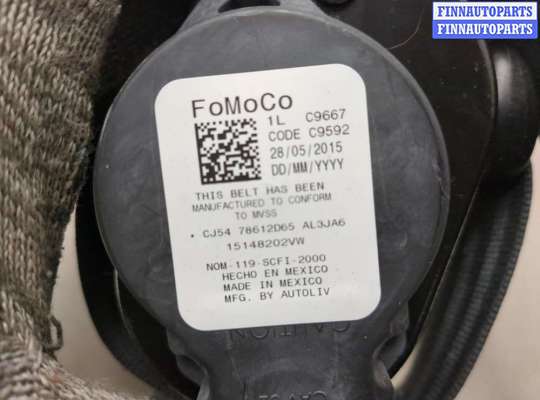 FINNAUTOPARTS
FINNAUTOPARTS
FoMoCo
1L C9667
CODE C9592
28/05/2015
DD/MM/YYYY
THIS BELT HAS BEEN
MANUFACTURED TO CONFORM
TO MVSS
• CJ54 78612D65 AL3JA6
15148202VW
NOM-119-SCFI-2000
HECHO EN MEXICO
MADE IN MEXICO
MFG. BY AUTOLIV
CAUTION